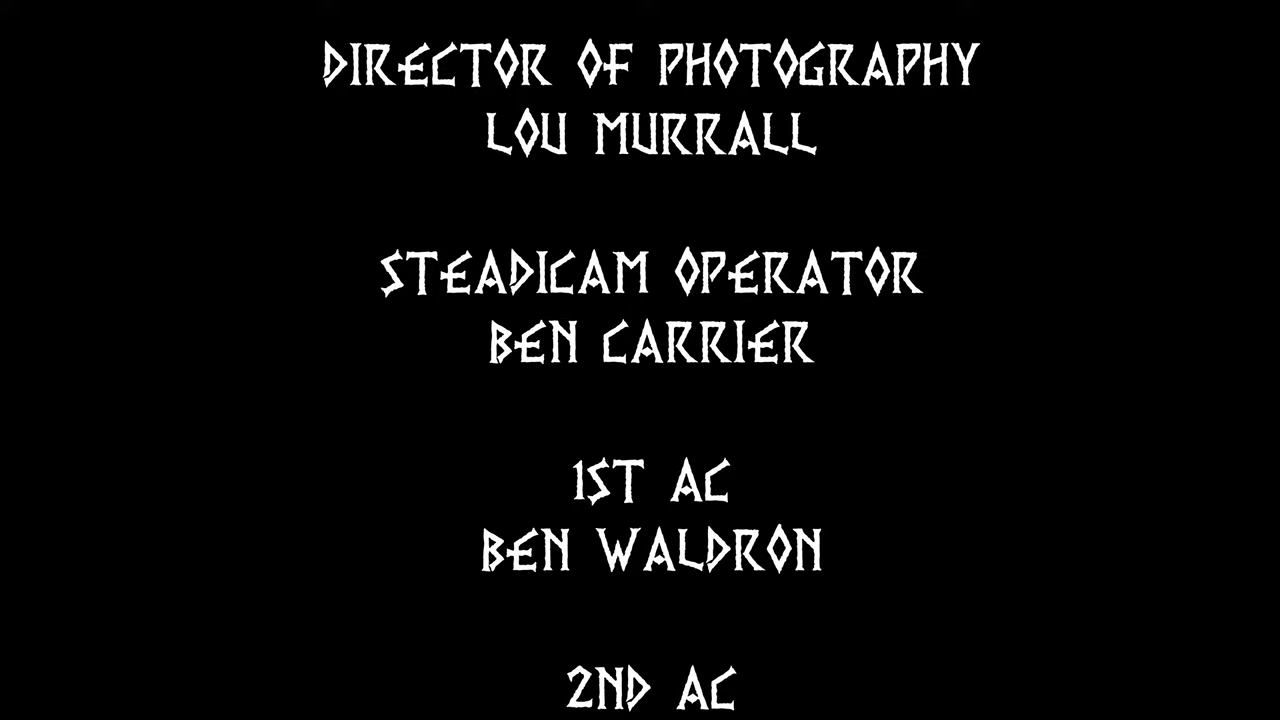 DIRECTOR OF PHOTOGRAPHY
LOU MURRALL
STEADICAM OPERATOR
BEN CARRIER
1ST AC
BEN WALDRON
2ND AC